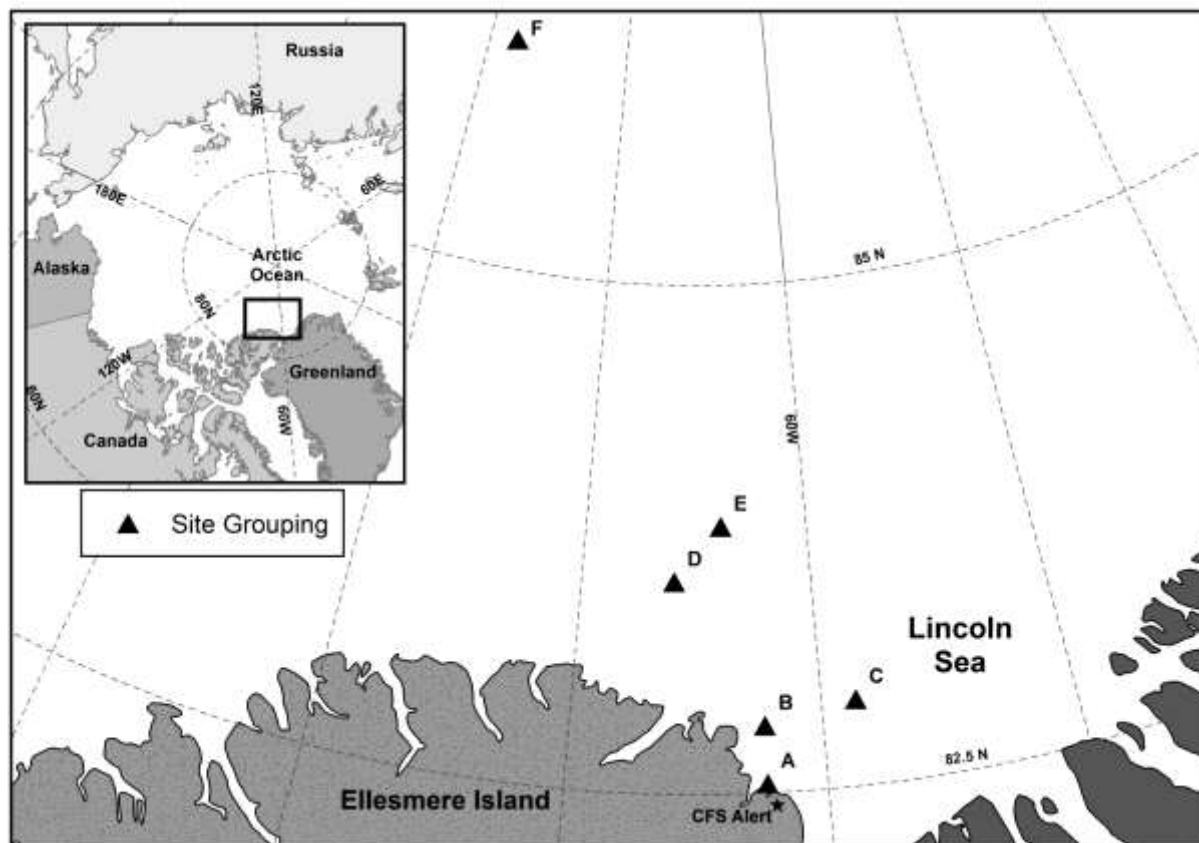 F
Russia
120E
180E
60E
Arctic
Ocean
Alaska
80N
120W
Greenland
60N
60W
Canada
85 N
60W
Site Grouping
E
D
Lincoln
Sea
C
B
A
82.5 N
Ellesmere Island
CFS Alert